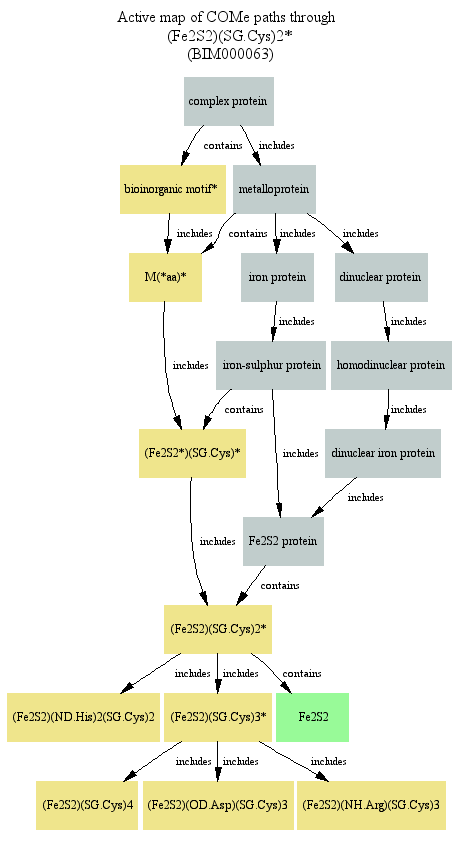 Active map of COMe paths through
(Fe2S2)(SG.Cys)2*
(BIM000063)
complex protein
contains
includes
bioinorganic motif*
metalloprotein
includes
contains
includes
includes
M(*aa)*
iron protein
dinuclear protein
includes
includes
includes
iron-sulphur protein
homodinuclear protein
contains
includes
(Fe2S2*)(SG.Cys)*
includes
dinuclear iron protein
includes
includes
Fe2S2 protein
contains
(Fe2S2)(SG.Cys)2*
includes
includes
contains
(Fe2S2)(ND.His)2(SG.Cys)2
(Fe2S2)(SG.Cys)3*
Fe2S2
includes
includes
includes
(Fe2S2)(SG.Cys)4
(Fe2S2)(OD.Asp)(SG.Cys)3
(Fe2S2)(NH.Arg)(SG.Cys)3